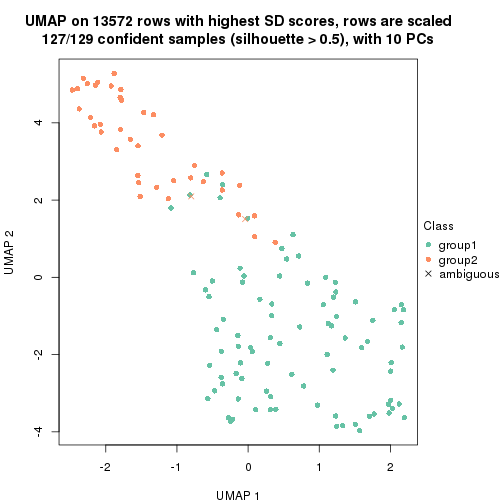 UMAP on 13572 rows with highest SD scores, rows are scaled
127/129 confident samples (silhouette > 0.5), with 10 PCs
Class
group1
group2
ambiguous
4
2
0
-2
-4
UMAP 2
-2
-1
0
1
2
UMAP 1